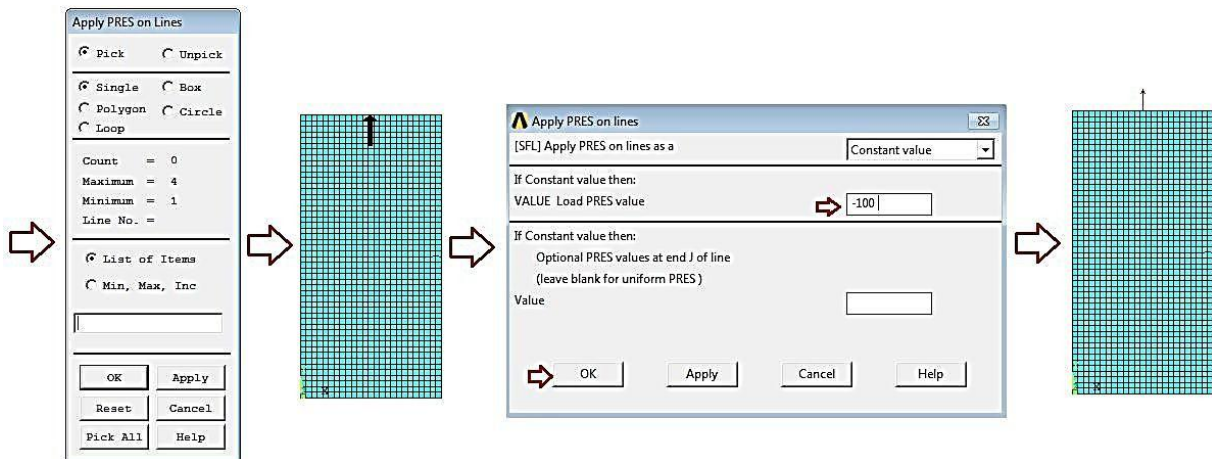 Apply PRES on Lines
Pick Unpick
Single Box
Polygon Circle
Loop
Count = 0
Maximum = 4
Minimum = 1
Line No. =
List of Items
Min, Max, Inc
OK Apply
Reset Cancel
Pick All Help
X
Apply PRES on lines
[SFL] Apply PRES on lines as a Constant value
If Constant value then:
VALUE Load PRES value -100
If Constant value then:
Optional PRES values at end J of line
(leave blank for uniform PRES )
Value
OK Apply Cancel Help
X